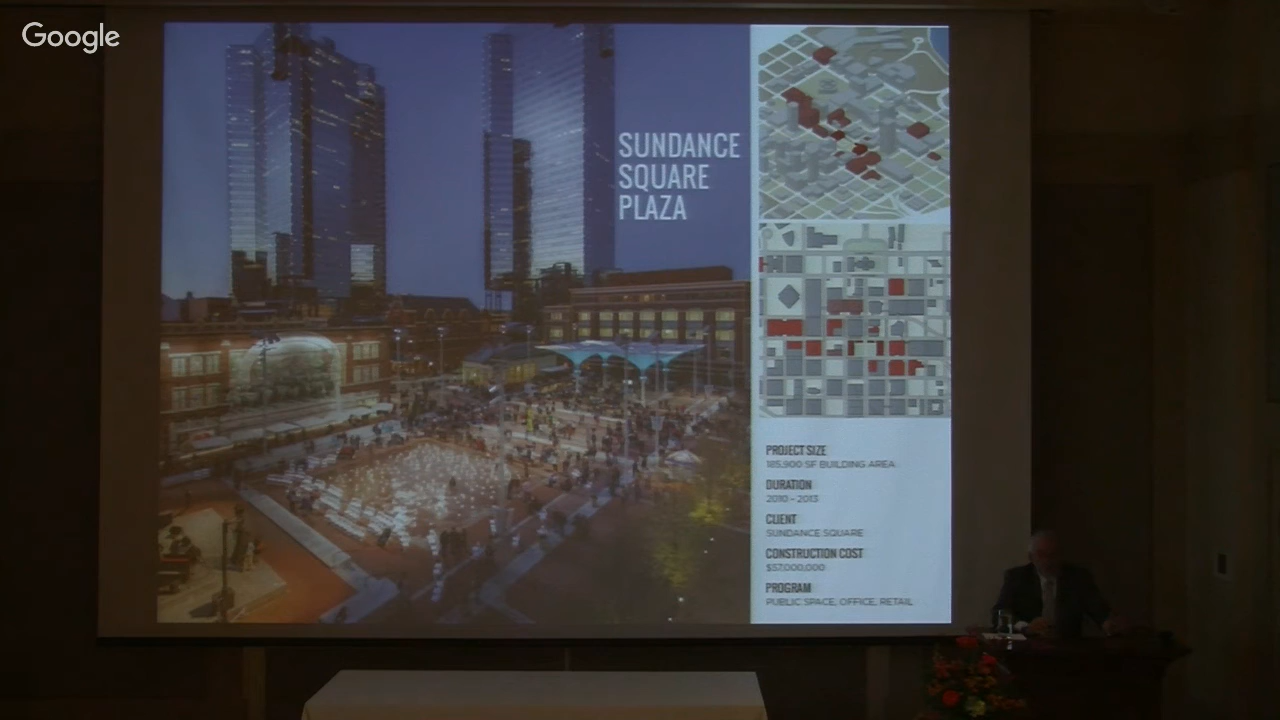 Google
SUNDANCE
SQUARE
PLAZA
PROJECT SIZE
185,900 SF BUILDING AREA
DURATION
2010 - 2013
CLIENT
SUNDANCE SQUARE
CONSTRUCTION COST
$57,000,000
PROGRAM
PUBLIC SPACE, OFFICE, RETAIL